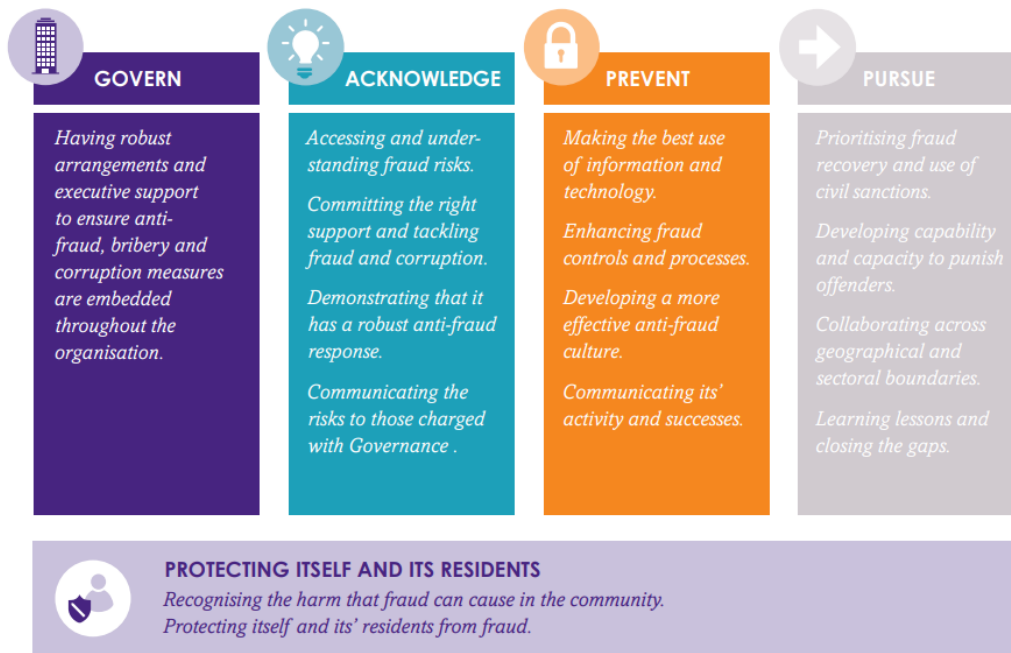 GOVERN
Having robust
arrangements and
executive support
to ensure anti-
fraud, bribery and
corruption measures
are embedded
throughout the
organisation.
ACKNOWLEDGE
Accessing and under-
standing fraud risks.
Committing the right
support and tackling
fraud and corruption.
Demonstrating that it
has a robust anti-fraud
response.
Communicating the
risks to those charged
with Governance .
PREVENT
Making the best use
of information and
technology.
Enhancing fraud
controls and processes.
Developing a more
effective anti-fraud
culture.
Communicating its’
activity and successes.
PURSUE
Prioritising fraud
recovery and use of
civil sanctions.
Developing capability
and capacity to punish
offenders.
Collaborating across
geographical and
sectoral boundaries.
Learning lessons and
closing the gaps.
PROTECTING ITSELF AND ITS RESIDENTS
Recognising the harm that fraud can cause in the community.
Protecting itself and its’ residents from fraud.